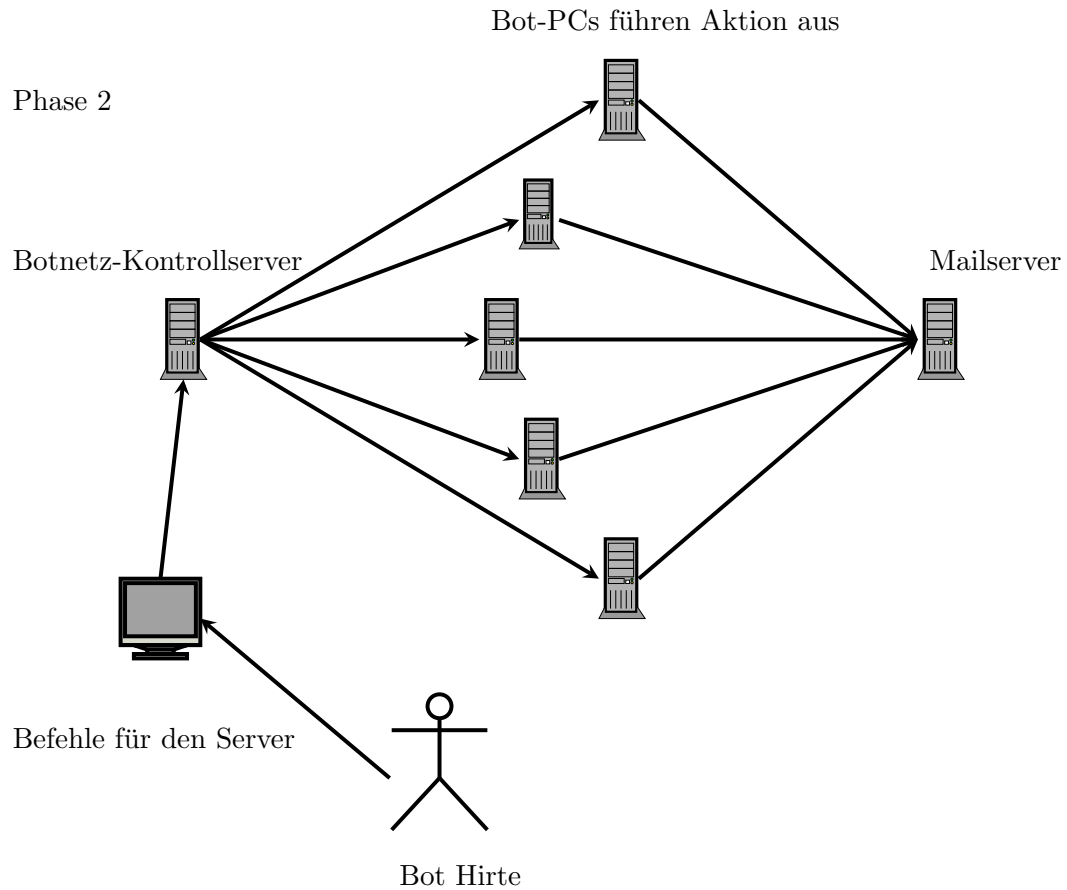 Bot-PCs führen Aktion aus
Phase 2
Botnetz-Kontrollserver
Mailserver
Befehle für den Server
Bot Hirte